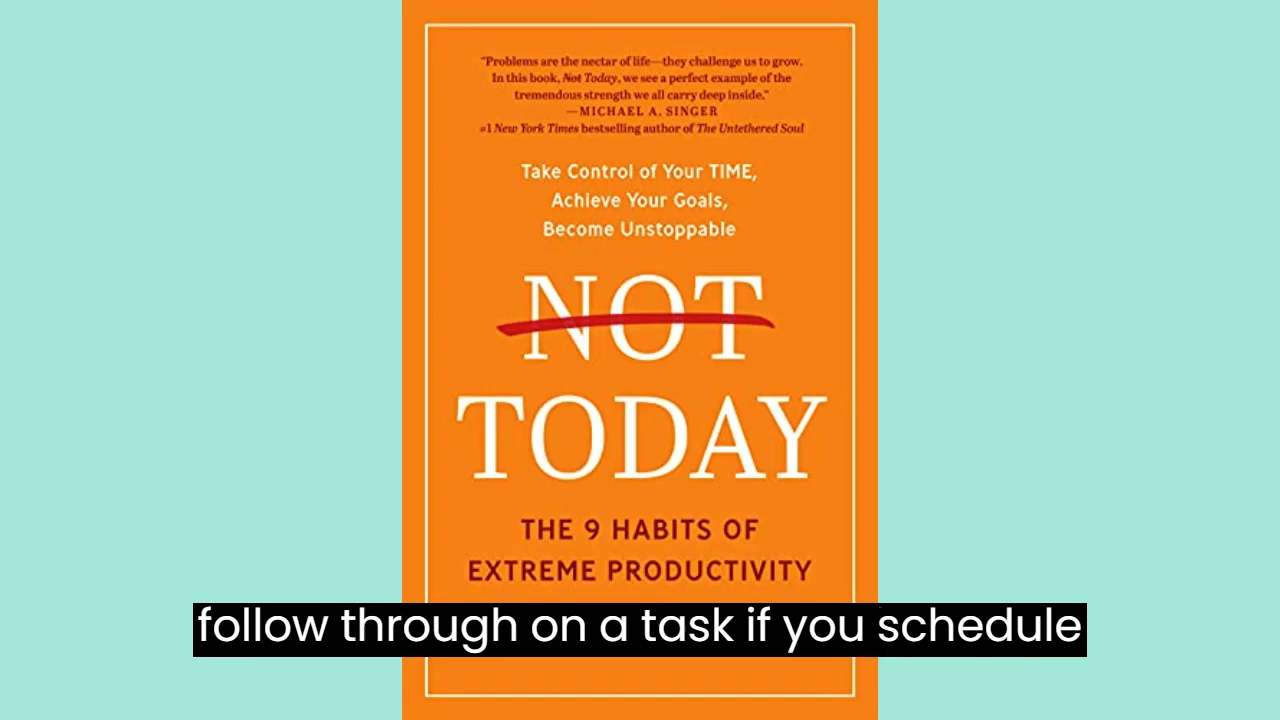 "Problems are the nectar of life—they challenge us to grow.
In this book, Not Today, we see a perfect example of the
tremendous strength we all carry deep inside."
—MICHAEL A. SINGER
#1 New York Times bestselling author of The Untethered Soul
Take Control of Your TIME,
Achieve Your Goals,
Become Unstoppable
NOT
TODAY
THE 9 HABITS OF
EXTREME PRODUCTIVITY
follow through on a task if you schedule